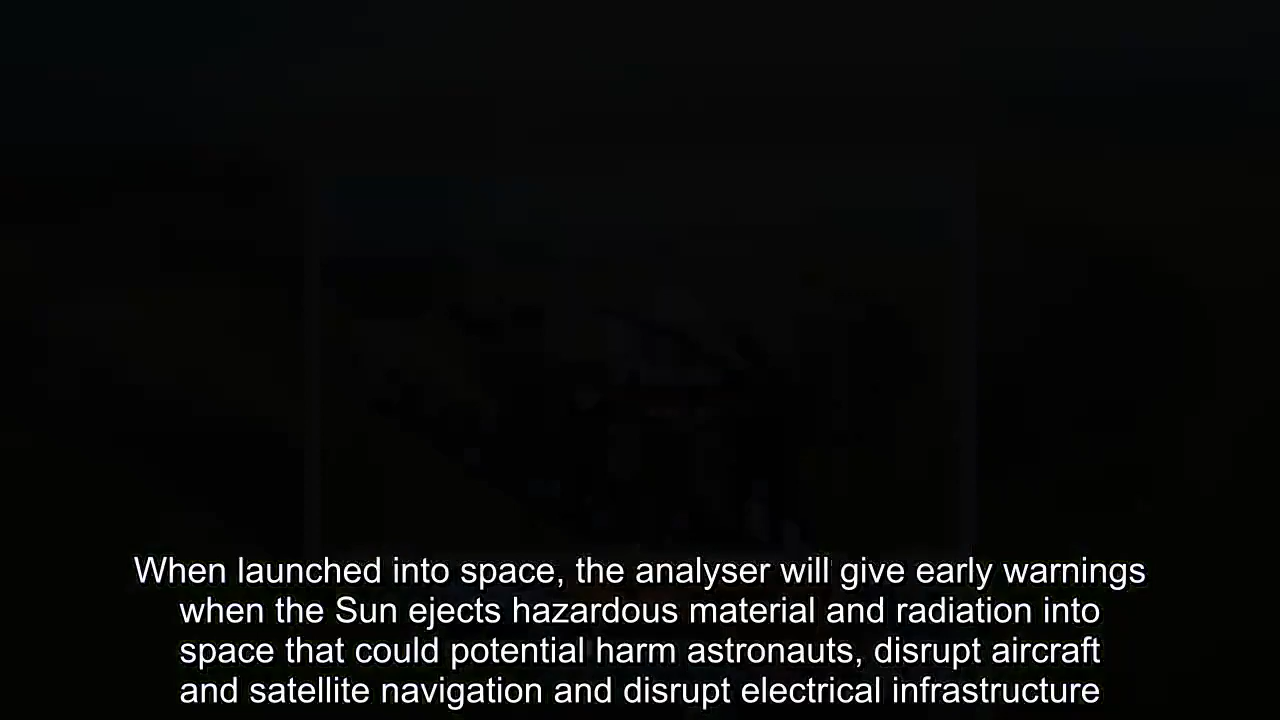 When launched into space, the analyser will give early warnings
when the Sun ejects hazardous material and radiation into
space that could potential harm astronauts, disrupt aircraft
and satellite navigation and disrupt electrical infrastructure